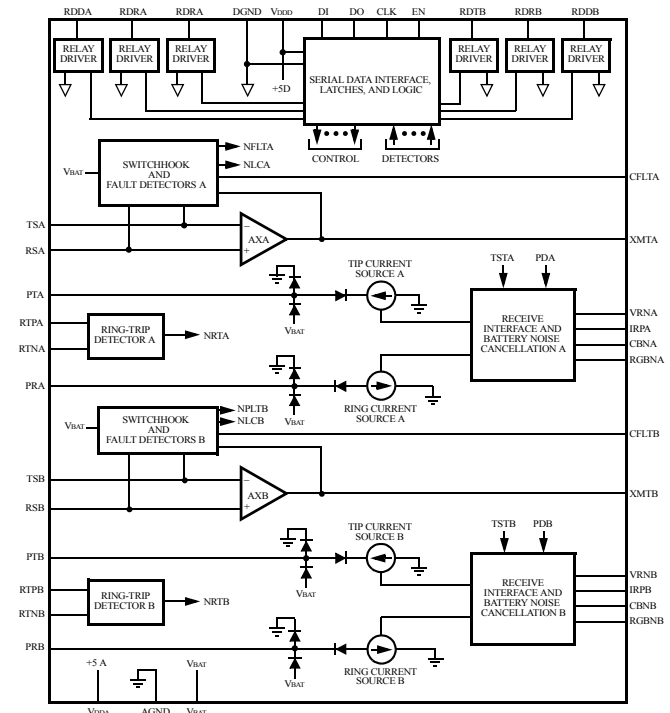 RDDA RDRA RDRA DGND VDDD DI DO CLK EN RDTB RDRB RDDB
RELAY DRIVER
RELAY DRIVER
RELAY DRIVER
+5D
SERIAL DATA INTERFACE, LATCHES, AND LOGIC
RELAY DRIVER
RELAY DRIVER
RELAY DRIVER
CONTROL DETECTORS
VBAT
SWITCHHOOK
AND
FAULT DETECTORS A
NFLTA
NLCA
CFLTA
TSA
RSA
−
+
AXA
XMTA
TIP CURRENT
SOURCE A
TSTA PDA
PTA
VBAT
RTPA
RTNA
RING-TRIP
DETECTOR A
NRTA
RECEIVE
INTERFACE AND
BATTERY NOISE
CANCELLATION A
VRNA
IRPA
CBNA
RGBNA
PRA
VBAT
RING CURRENT
SOURCE A
VBAT
SWITCHHOOK
AND
FAULT DETECTORS B
NPLTB
NLCB
CFLTB
TSB
RSB
−
+
AXB
XMTB
TIP CURRENT
SOURCE B
TSTB PDB
PTB
VBAT
RTPB
RTNB
RING-TRIP
DETECTOR B
NRTB
RECEIVE
INTERFACE AND
BATTERY NOISE
CANCELLATION B
VRNB
IRPB
CBNB
RGBNB
PRB
VBAT
RING CURRENT
SOURCE B
+5 A
VBAT
VDDA AGND VBAT